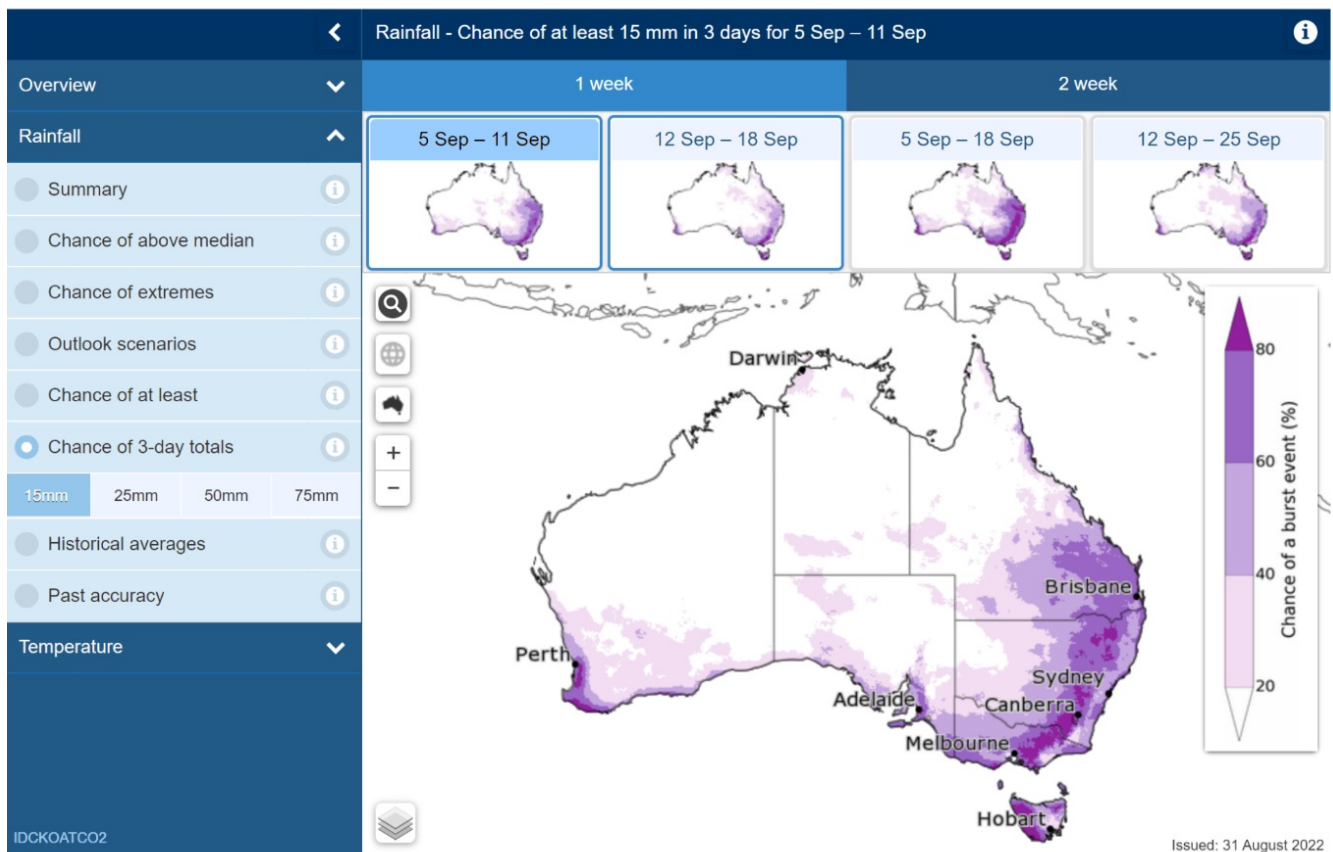 Rainfall - Chance of at least 15 mm in 3 days for 5 Sep – 11 Sep
Overview
Rainfall
Summary
Chance of above median
Chance of extremes
Outlook scenarios
Chance of at least
Chance of 3-day totals
15mm 25mm 50mm 75mm
Historical averages
Past accuracy
Temperature
IDCKOATCO2
1 week 2 week
5 Sep – 11 Sep 12 Sep – 18 Sep 5 Sep – 18 Sep 12 Sep – 25 Sep
Darwin
Brisbane
Perth
Sydney
Adelaide
Canberra
Melbourne
Hobart
80
60
40
20
Chance of a burst event (%)
Issued: 31 August 2022